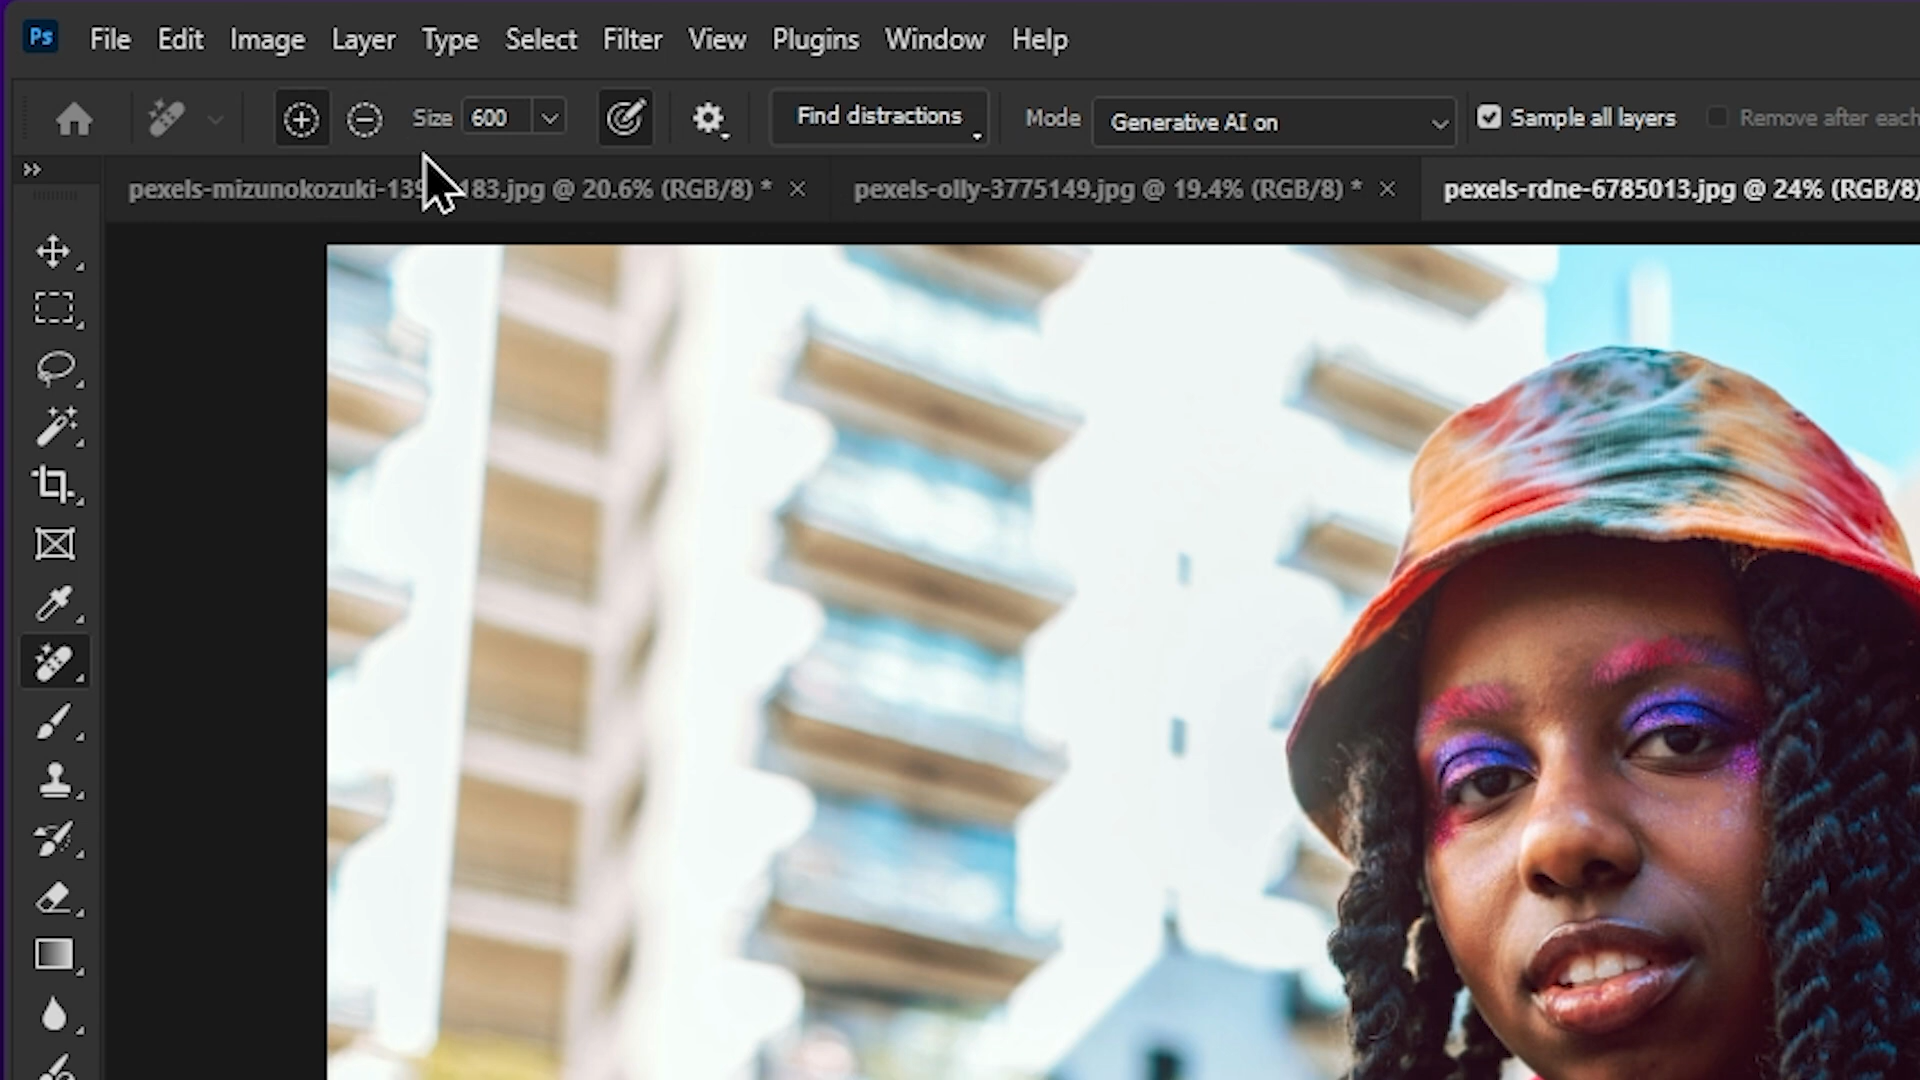 Ps File Edit Image Layer Type Select Filter View Plugins Window Help
Size 600 Find distractions Mode Generative AI on Sample all layers Remove after each
pexels-mizunokozuki-13 183.jpg @ 20.6% (RGB/8) * pexels-olly-3775149.jpg @ 19.4% (RGB/8) * pexels-rdne-6785013.jpg @ 24% (RGB/8)